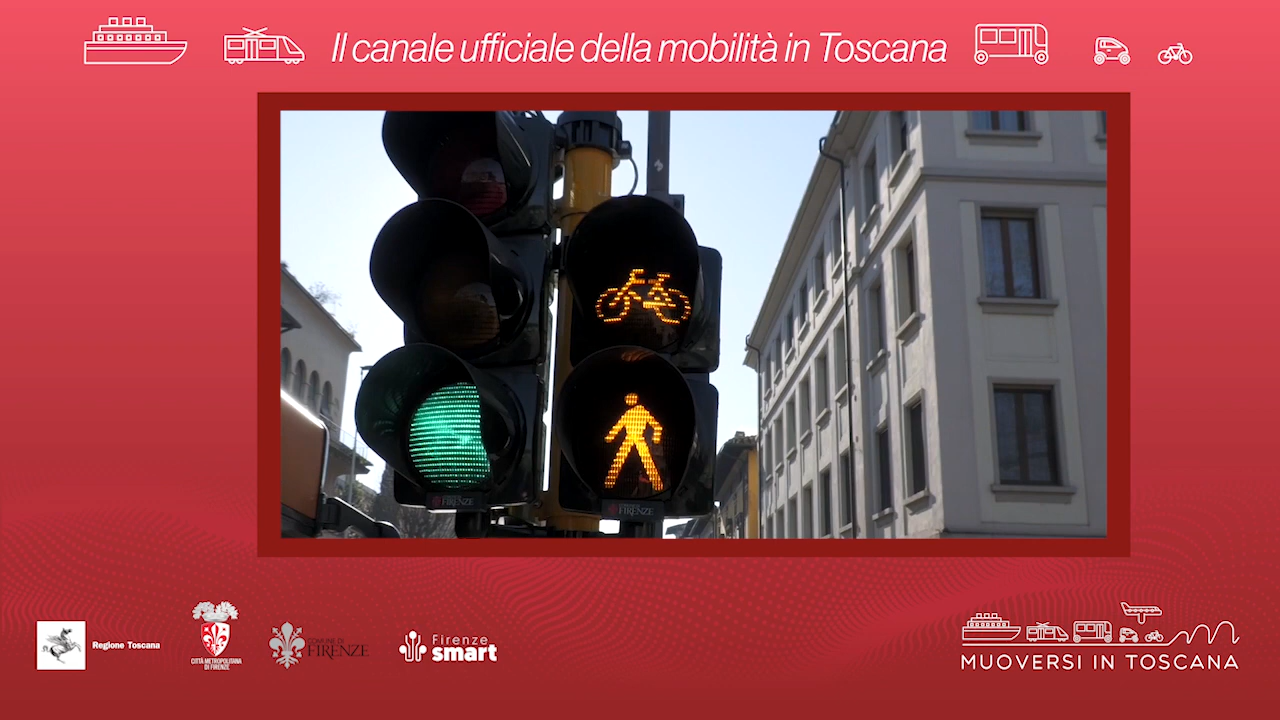 Il canale ufficiale della mobilità in Toscana
FIRENZE
FIRENZE
Regione Toscana
CITTÀ METROPOLITANA
DI FIRENZE
COMUNE DI
FIRENZE
Firenze
smart
MUOVERSI IN TOSCANA